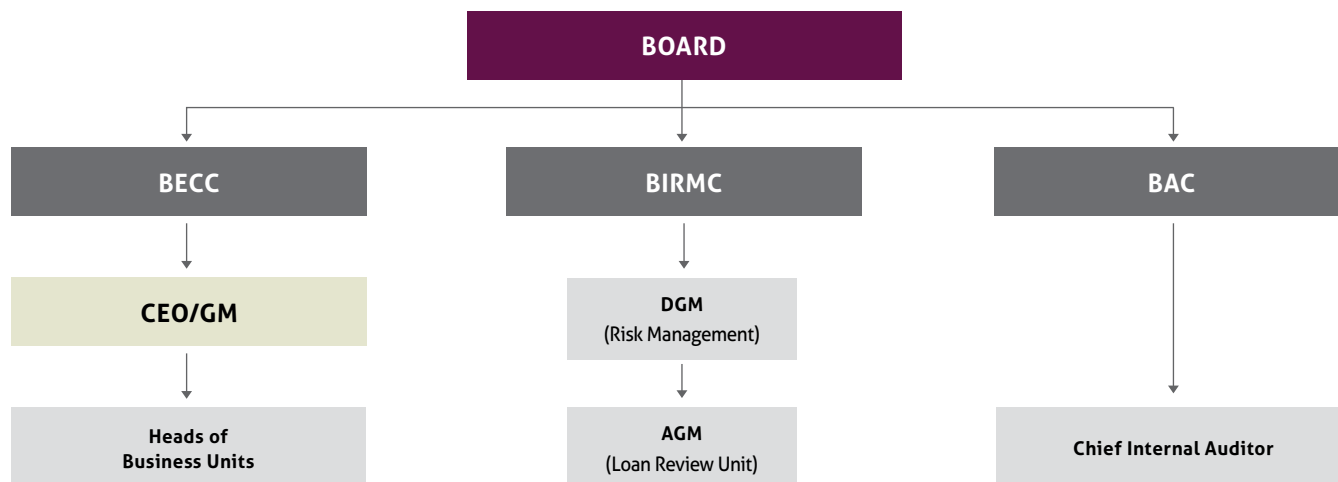 BOARD
BECC
BIRMC
BAC
CEO/GM
DGM
(Risk Management)
Heads of
Business Units
AGM
(Loan Review Unit)
Chief Internal Auditor